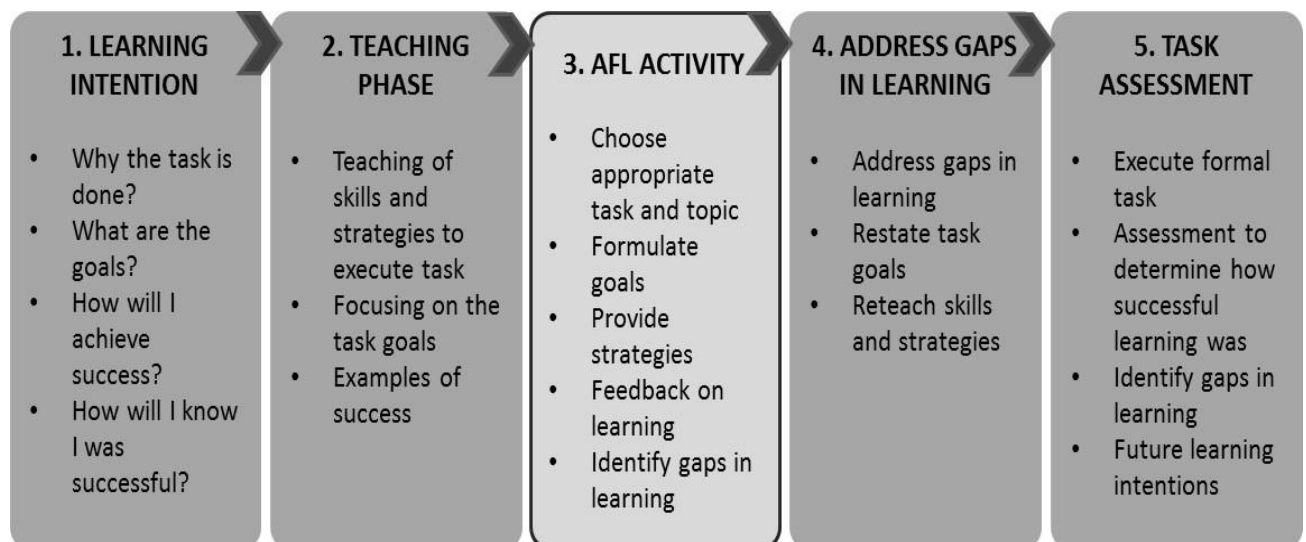 1. LEARNING
INTENTION
• Why the task is
done?
• What are the
goals?
• How will I
achieve
success?
• How will I know
I was
successful?
2. TEACHING
PHASE
• Teaching of
skills and
strategies to
execute task
• Focusing on the
task goals
• Examples of
success
3. AFL ACTIVITY
• Choose
appropriate
task and topic
• Formulate
goals
• Provide
strategies
• Feedback on
learning
• Identify gaps in
learning
4. ADDRESS GAPS
IN LEARNING
• Address gaps in
learning
• Restate task
goals
• Reteach skills
and strategies
5. TASK
ASSESSMENT
• Execute formal
task
• Assessment to
determine how
successful
learning was
• Identify gaps in
learning
• Future learning
intentions